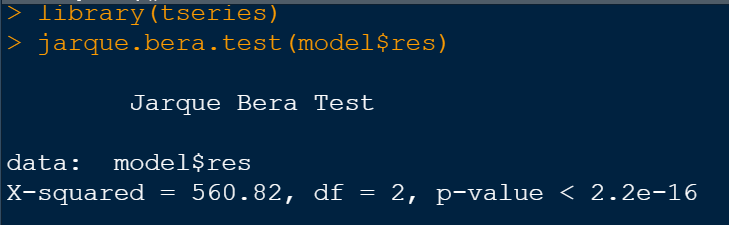 > library(tseries)
> jarque.bera.test(model$res)
Jarque Bera Test
data:  model$res
X-squared = 560.82, df = 2, p-value < 2.2e-16